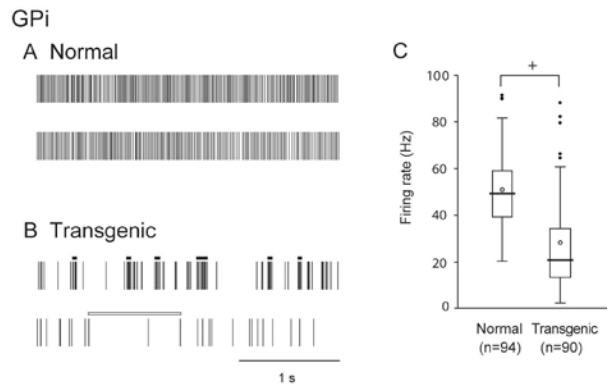 GPi
A Normal
B Transgenic
1 s
C
+
100
80
60
40
20
0
Firing rate (Hz)
Normal Transgenic
(n=94) (n=90)